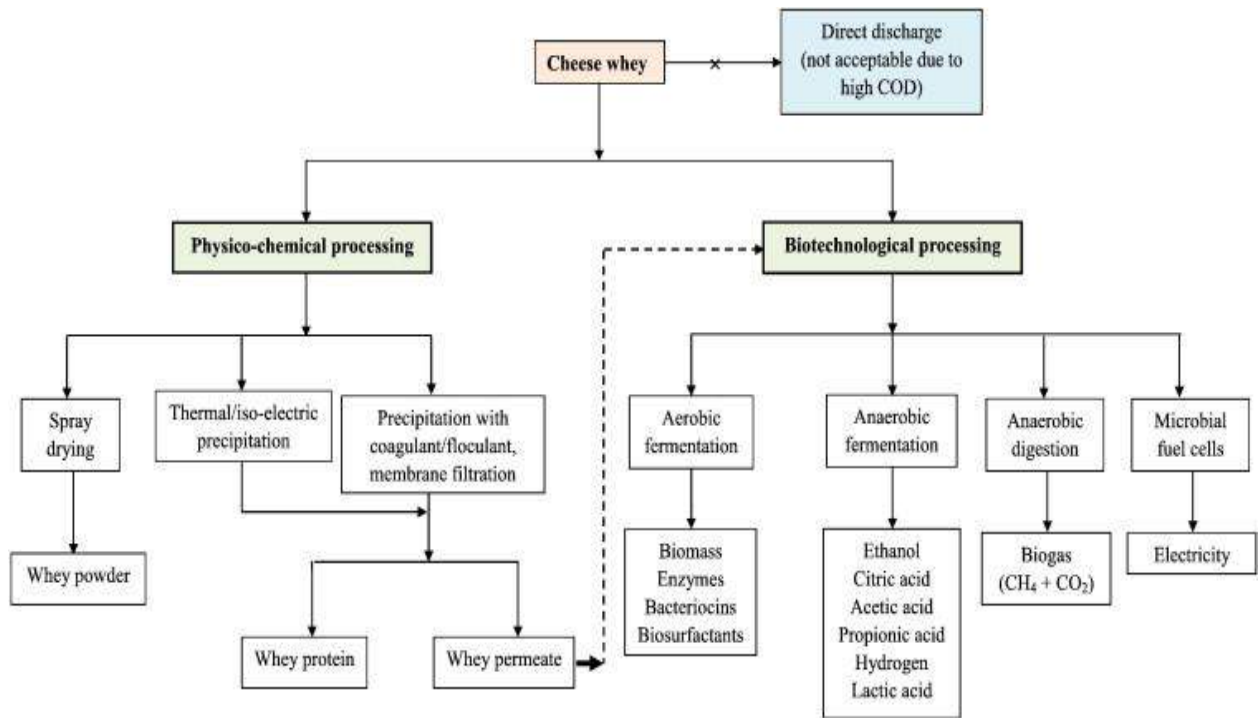 Direct discharge
(not acceptable due to
high COD)
Cheese whey
×
Physico-chemical processing
Biotechnological processing
Spray
drying
Thermal/iso-electric
precipitation
Precipitation with
coagulant/floculant,
membrane filtration
Aerobic
fermentation
Anaerobic
fermentation
Anaerobic
digestion
Microbial
fuel cells
Whey powder
Biomass
Enzymes
Bacteriocins
Biosurfactants
Ethanol
Citric acid
Acetic acid
Propionic acid
Hydrogen
Lactic acid
Biogas
(CH₄ + CO₂)
Electricity
Whey protein
Whey permeate